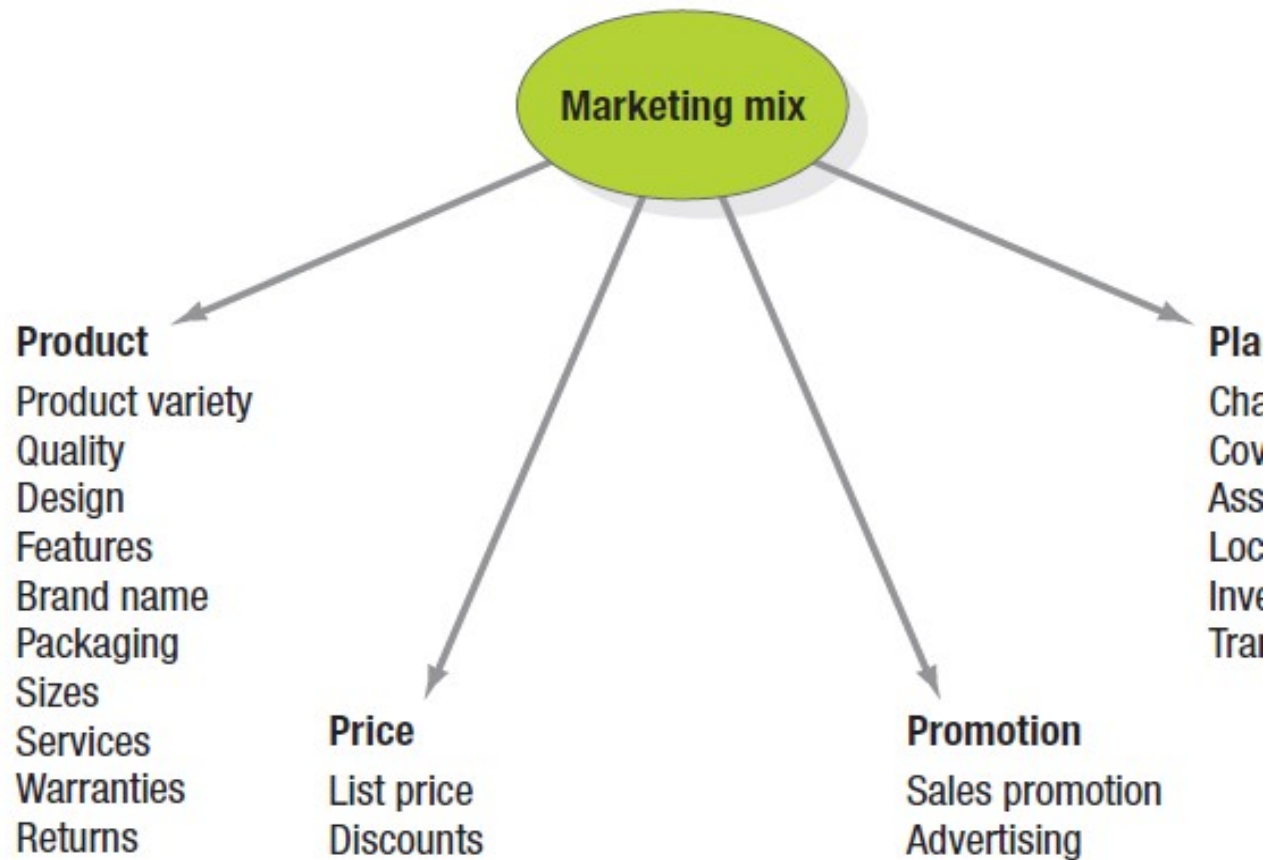 Marketing mix
Product
Product variety
Quality
Design
Features
Brand name
Packaging
Sizes
Services
Warranties
Returns
Price
List price
Discounts
Promotion
Sales promotion
Advertising